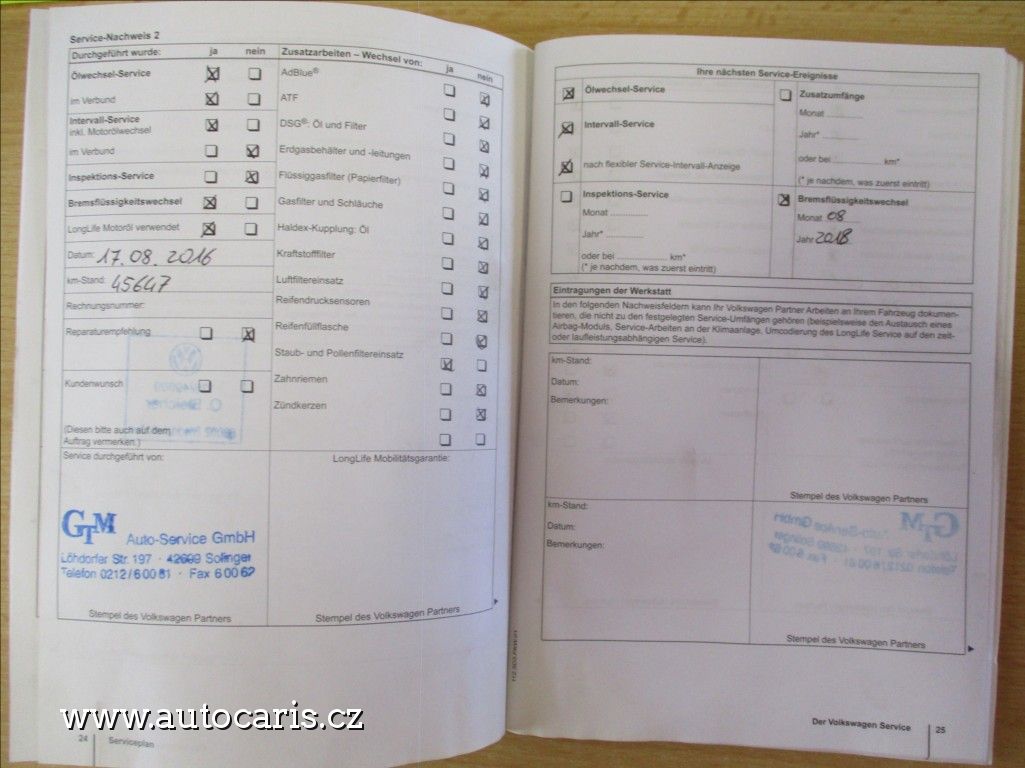 Service-Nachweis 2
Durchgeführt wurde: ja nein
Ölwechsel-Service
im Verbund
Intervall-Service
inkl. Motorölwechsel
im Verbund
Inspektions-Service
Bremsflüssigkeitswechsel
LongLife Motoröl verwendet
Datum: 17.08.2016
km-Stand: 45647
Rechnungsnummer:
Reparaturempfehlung
Kundenwunsch
(Diesen bitte auch auf dem
Auftrag vermerken.)
Zusatzarbeiten – Wechsel von: ja nein
AdBlue®
ATF
DSG®: Öl und Filter
Erdgasbehälter und -leitungen
Flüssiggasfilter (Papierfilter)
Gasfilter und Schläuche
Haldex-Kupplung: Öl
Kraftstofffilter
Luftfiltereinsatz
Reifendrucksensoren
Reifenfüllflasche
Staub- und Pollenfiltereinsatz
Zahnriemen
Zündkerzen
Service durchgeführt von:
GTM Auto-Service GmbH
Löhdorfer Str. 197 · 42699 Solingen
Telefon 0212/6 00 61 · Fax 6 00 62
Stempel des Volkswagen Partners
LongLife Mobilitätsgarantie:
Stempel des Volkswagen Partners
24 Serviceplan
Ihre nächsten Service-Ereignisse
Ölwechsel-Service
Intervall-Service
nach flexibler Service-Intervall-Anzeige
Inspektions-Service
Monat ..............
Jahr* ..............
oder bei .................... km*
(* je nachdem, was zuerst eintritt)
Zusatzumfänge
Monat ..............
Jahr* ..............
oder bei .................... km*
(* je nachdem, was zuerst eintritt)
Bremsflüssigkeitswechsel
Monat 08
Jahr 2018
Eintragungen der Werkstatt
In den folgenden Nachweisfeldern kann Ihr Volkswagen Partner Arbeiten an Ihrem Fahrzeug dokumen-
tieren, die nicht zu den festgelegten Service-Umfängen gehören (beispielsweise den Austausch eines
Airbag-Moduls, Service-Arbeiten an der Klimaanlage, Umcodierung des LongLife Service auf den zeit-
oder laufleistungsabhängigen Service).
km-Stand:
Datum:
Bemerkungen:
Stempel des Volkswagen Partners
km-Stand:
Datum:
Bemerkungen:
Stempel des Volkswagen Partners
Der Volkswagen Service 25
www.autocaris.cz